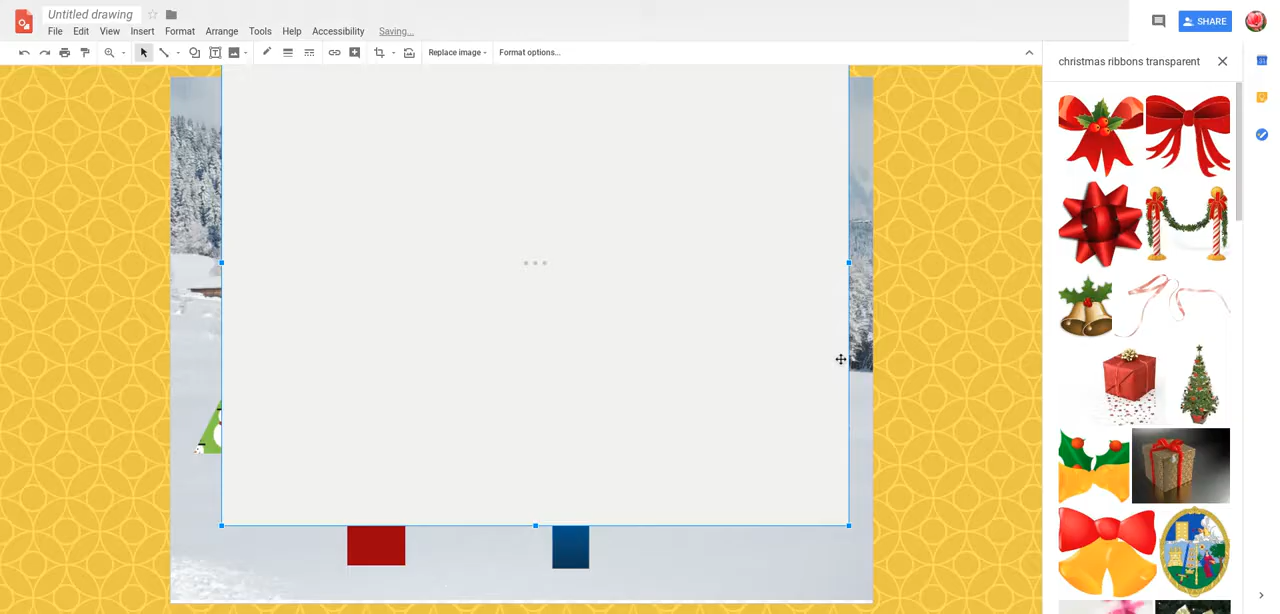 Untitled drawing
File Edit View Insert Format Arrange Tools Help Accessibility Saving...
SHARE
Replace image
Format options...
christmas ribbons transparent